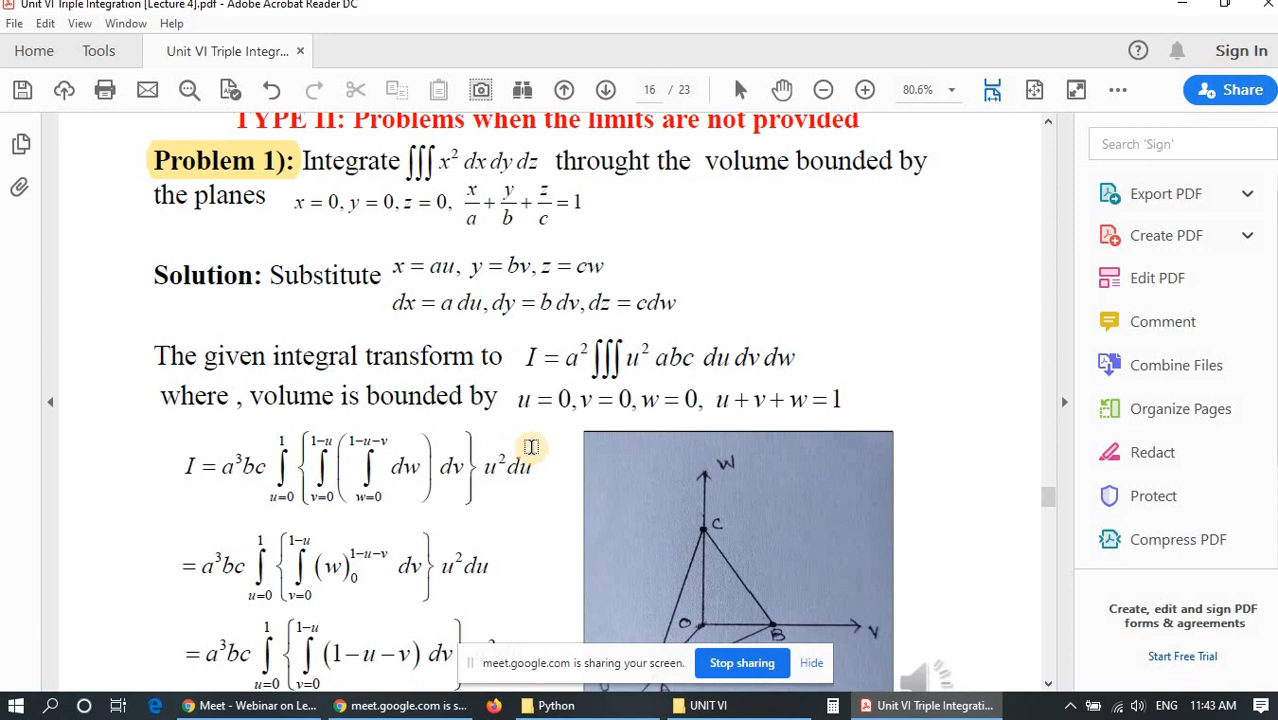 Unit VI Triple Integration [Lecture 4].pdf - Adobe Acrobat Reader DC
File Edit View Window Help
Home Tools Unit VI Triple Integr... × Sign In
16 / 23 80.6% Share
TYPE II: Problems when the limits are not provided
Problem 1): Integrate ∭ x² dx dy dz throught the volume bounded by
the planes x = 0, y = 0, z = 0, x/a + y/b + z/c = 1
Solution: Substitute x = au, y = bv, z = cw
dx = a du, dy = b dv, dz = cdw
The given integral transform to I = a² ∭ u² abc du dv dw
where , volume is bounded by u = 0, v = 0, w = 0, u + v + w = 1
I = a³bc ∫_{u=0}^{1} { ∫_{v=0}^{1-u} ( ∫_{w=0}^{1-u-v} dw ) dv } u² du
= a³bc ∫_{u=0}^{1} { ∫_{v=0}^{1-u} (w)_0^{1-u-v} dv } u² du
= a³bc ∫_{u=0}^{1} { ∫_{v=0}^{1-u} (1-u-v) dv }
W
C
O
B
V
Search 'Sign'
Export PDF
Create PDF
Edit PDF
Comment
Combine Files
Organize Pages
Redact
Protect
Compress PDF
Create, edit and sign PDF
forms & agreements
Start Free Trial
meet.google.com is sharing your screen. Stop sharing Hide
Meet - Webinar on Le... meet.google.com is s... Python UNIT VI Unit VI Triple Integrati... ENG 11:43 AM